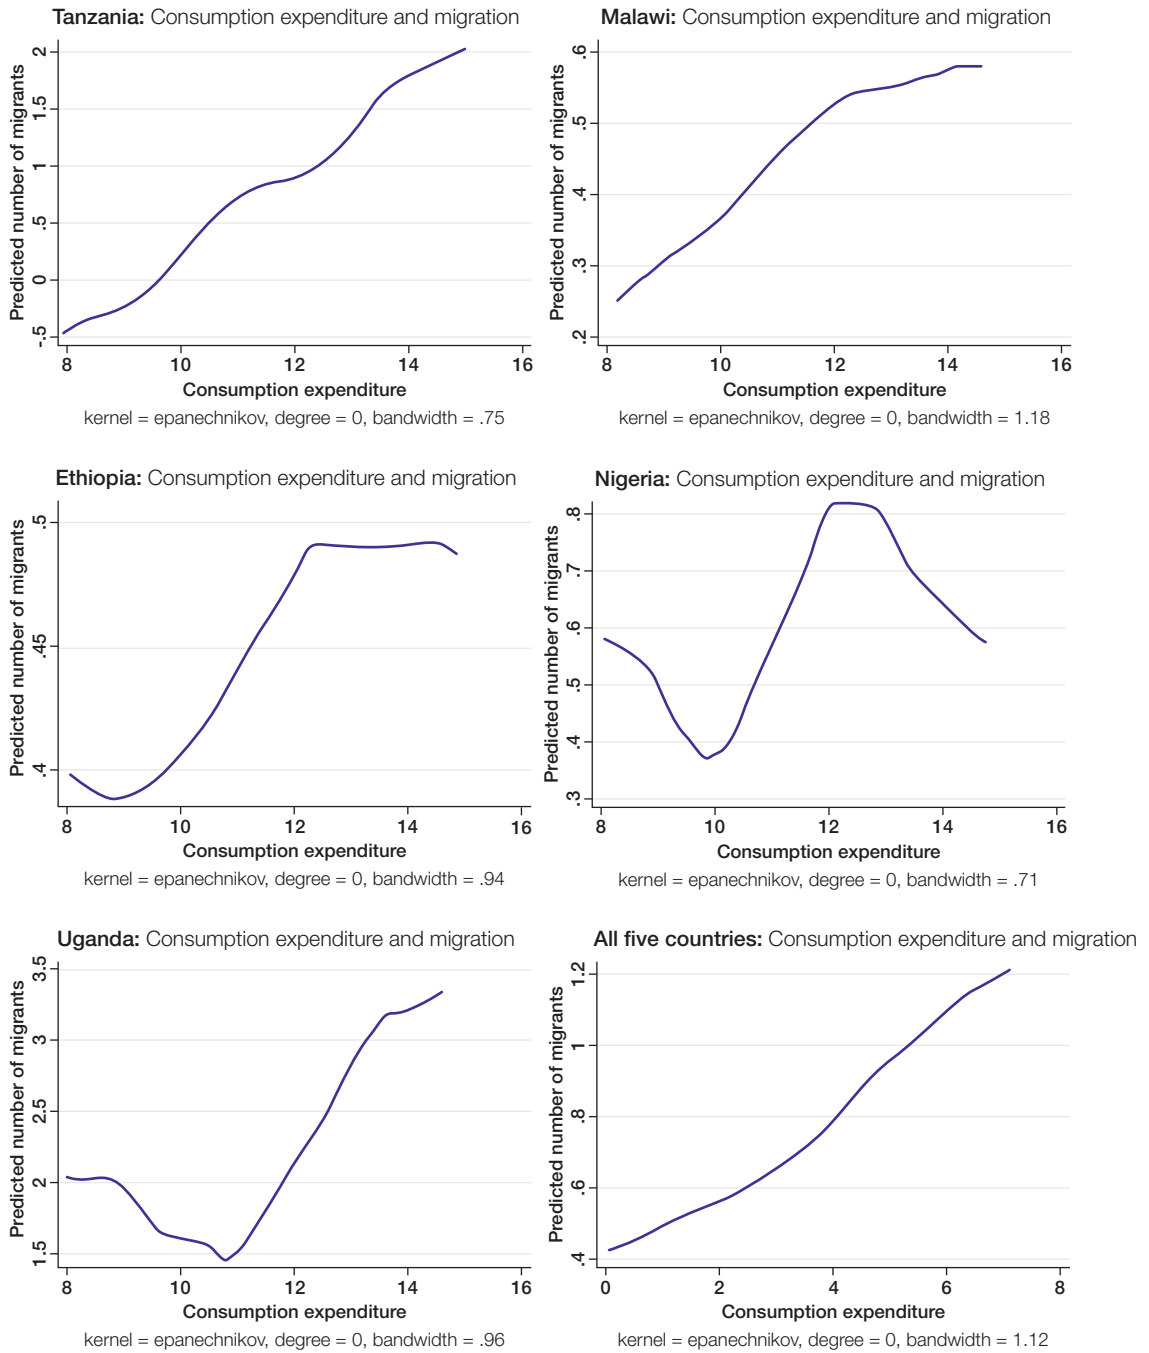 Tanzania: Consumption expenditure and migration
Predicted number of migrants
2
1.5
1
.5
0
-.5
8 10 12 14 16
Consumption expenditure
kernel = epanechnikov, degree = 0, bandwidth = .75
Malawi: Consumption expenditure and migration
Predicted number of migrants
.6
.5
.4
.3
.2
8 10 12 14 16
Consumption expenditure
kernel = epanechnikov, degree = 0, bandwidth = 1.18
Ethiopia: Consumption expenditure and migration
Predicted number of migrants
.5
.45
.4
8 10 12 14 16
Consumption expenditure
kernel = epanechnikov, degree = 0, bandwidth = .94
Nigeria: Consumption expenditure and migration
Predicted number of migrants
.8
.7
.6
.5
.4
.3
8 10 12 14 16
Consumption expenditure
kernel = epanechnikov, degree = 0, bandwidth = .71
Uganda: Consumption expenditure and migration
Predicted number of migrants
3.5
3
2.5
2
1.5
8 10 12 14 16
Consumption expenditure
kernel = epanechnikov, degree = 0, bandwidth = .96
All five countries: Consumption expenditure and migration
Predicted number of migrants
1.2
1
.8
.6
.4
0 2 4 6 8
Consumption expenditure
kernel = epanechnikov, degree = 0, bandwidth = 1.12